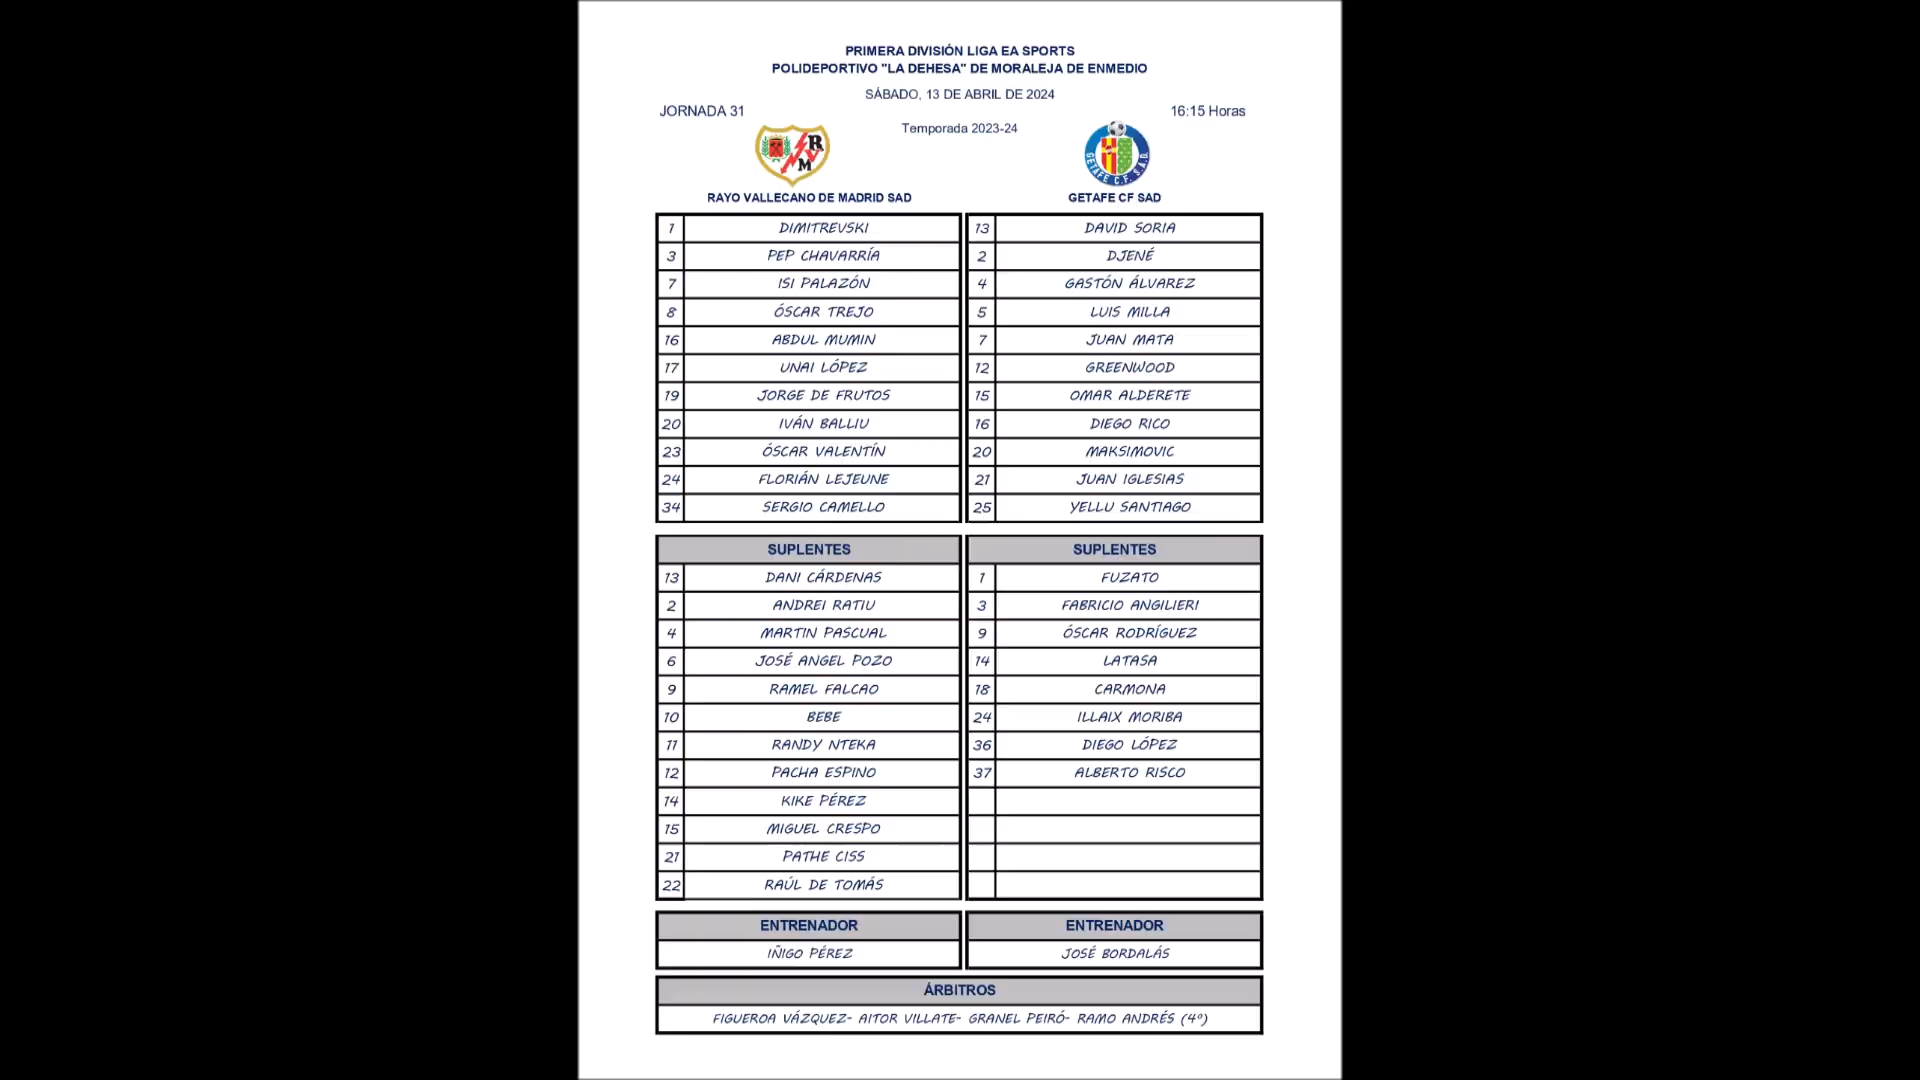 PRIMERA DIVISIÓN LIGA EA SPORTS
POLIDEPORTIVO "LA DEHESA" DE MORALEJA DE ENMEDIO
SÁBADO, 13 DE ABRIL DE 2024
JORNADA 31 16:15 Horas
Temporada 2023-24
R
M
GETAFE C.F. S.A.D.
RAYO VALLECANO DE MADRID SAD GETAFE CF SAD
1 DIMITREVSKI 13 DAVID SORIA
3 PEP CHAVARRÍA 2 DJENÉ
7 ISI PALAZÓN 4 GASTÓN ÁLVAREZ
8 ÓSCAR TREJO 5 LUIS MILLA
16 ABDUL MUMIN 7 JUAN MATA
17 UNAI LÓPEZ 12 GREENWOOD
19 JORGE DE FRUTOS 15 OMAR ALDERETE
20 IVÁN BALLIU 16 DIEGO RICO
23 ÓSCAR VALENTÍN 20 MAKSIMOVIC
24 FLORIÁN LEJEUNE 21 JUAN IGLESIAS
34 SERGIO CAMELLO 25 YELLU SANTIAGO
SUPLENTES SUPLENTES
13 DANI CÁRDENAS 1 FUZATO
2 ANDREI RATIU 3 FABRICIO ANGILIERI
4 MARTIN PASCUAL 9 ÓSCAR RODRÍGUEZ
6 JOSÉ ANGEL POZO 14 LATASA
9 RAMEL FALCAO 18 CARMONA
10 BEBE 24 ILLAIX MORIBA
11 RANDY NTEKA 36 DIEGO LÓPEZ
12 PACHA ESPINO 37 ALBERTO RISCO
14 KIKE PÉREZ
15 MIGUEL CRESPO
21 PATHE CISS
22 RAÚL DE TOMÁS
ENTRENADOR ENTRENADOR
IÑIGO PÉREZ JOSÉ BORDALÁS
ÁRBITROS
FIGUEROA VÁZQUEZ- AITOR VILLATE- GRANEL PEIRÓ- RAMO ANDRÉS (4º)